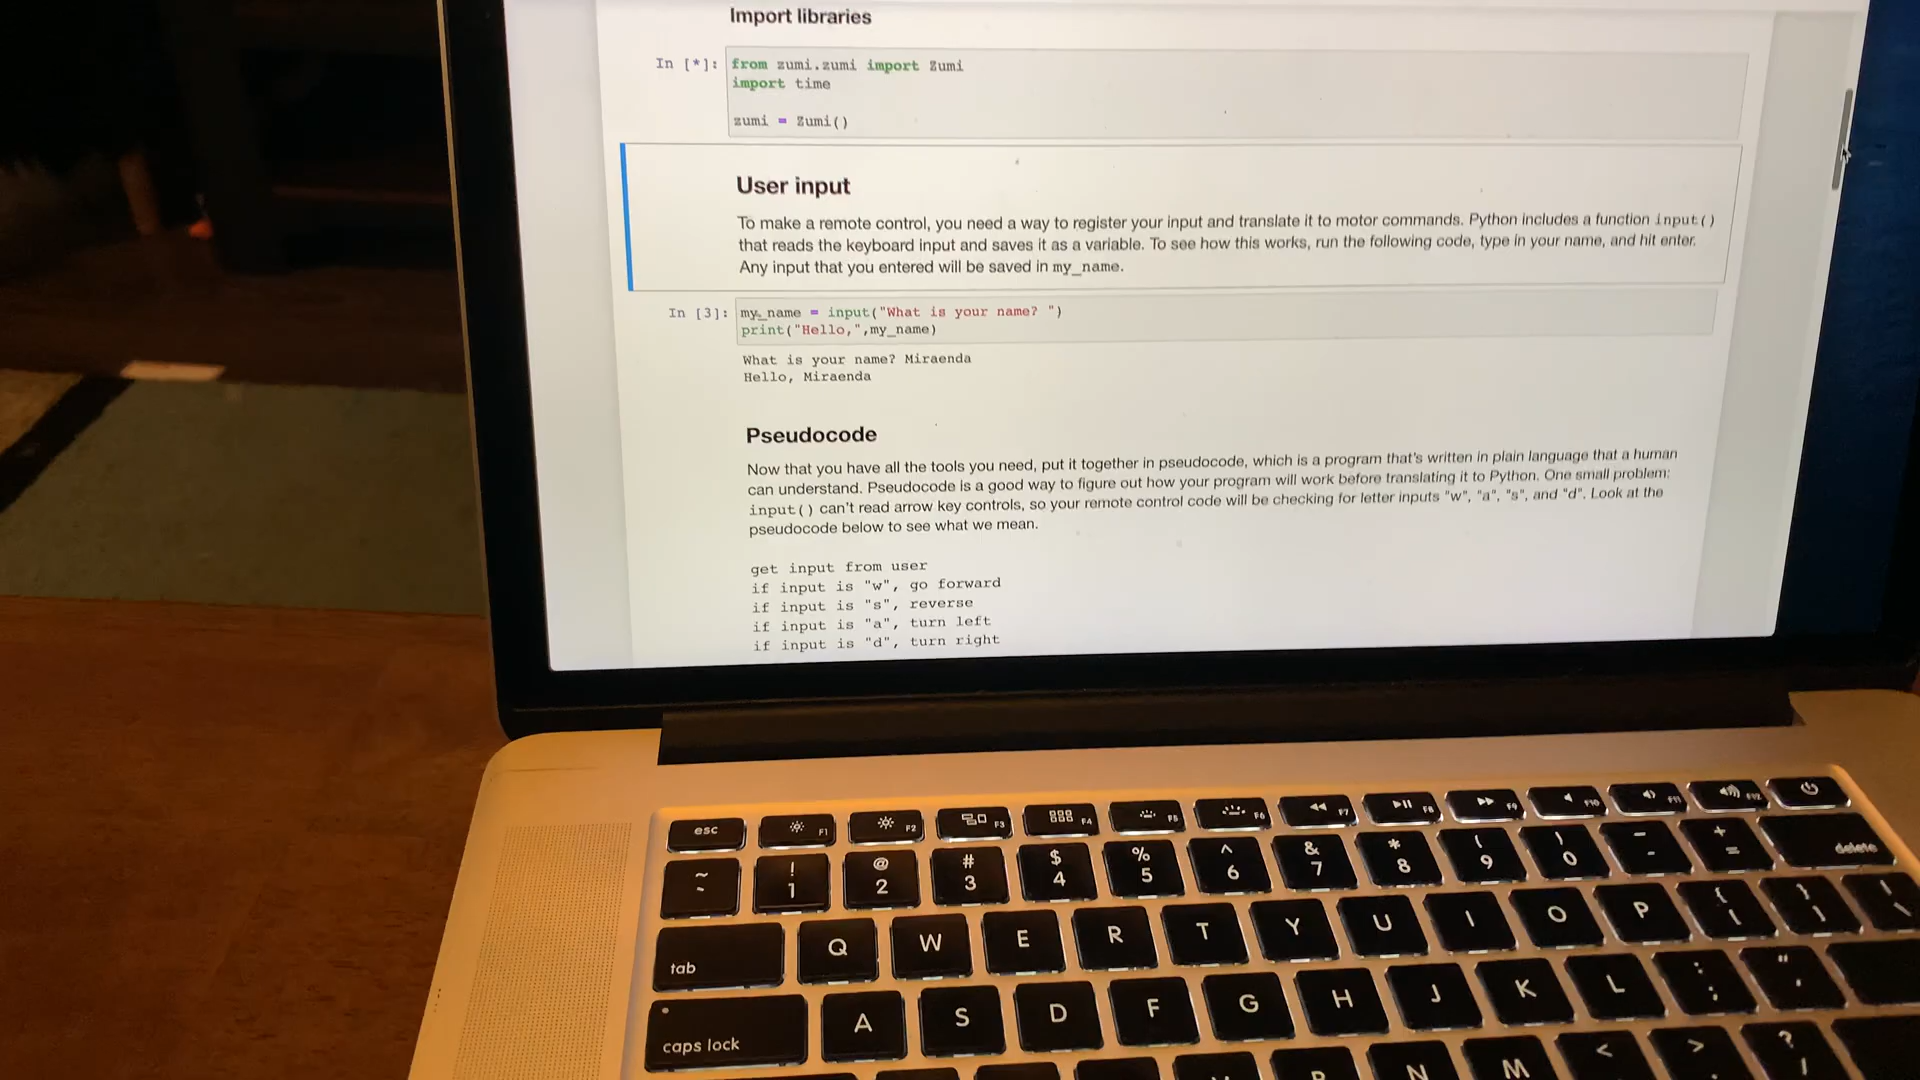 Import libraries
In [*]: from zumi.zumi import Zumi
import time
zumi = Zumi()
User input
To make a remote control, you need a way to register your input and translate it to motor commands. Python includes a function input()
that reads the keyboard input and saves it as a variable. To see how this works, run the following code, type in your name, and hit enter.
Any input that you entered will be saved in my_name.
In [3]: my_name = input("What is your name? ")
print("Hello,",my_name)
What is your name? Miraenda
Hello, Miraenda
Pseudocode
Now that you have all the tools you need, put it together in pseudocode, which is a program that's written in plain language that a human
can understand. Pseudocode is a good way to figure out how your program will work before translating it to Python. One small problem:
input() can't read arrow key controls, so your remote control code will be checking for letter inputs "w", "a", "s", and "d". Look at the
pseudocode below to see what we mean.
get input from user
if input is "w", go forward
if input is "s", reverse
if input is "a", turn left
if input is "d", turn right
esc F1 F2 F3 F4 F5 F6 F7 F8 F9 F10 F11 F12
~ ! @ # $ % ^ & * ( ) - +
1 2 3 4 5 6 7 8 9 0 - = delete
tab Q W E R T Y U I O P { [ } ]
caps lock A S D F G H J K L : ; " '
N M < > ? /